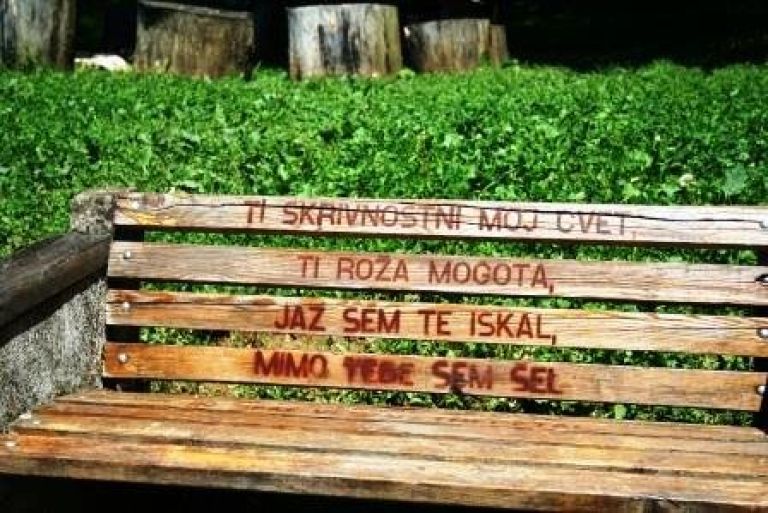 TI SKRIVNOSTNI MOJ CVET,
TI ROŽA MOGOTA,
JAZ SEM TE ISKAL,
MIMO TEBE SEM ŠEL